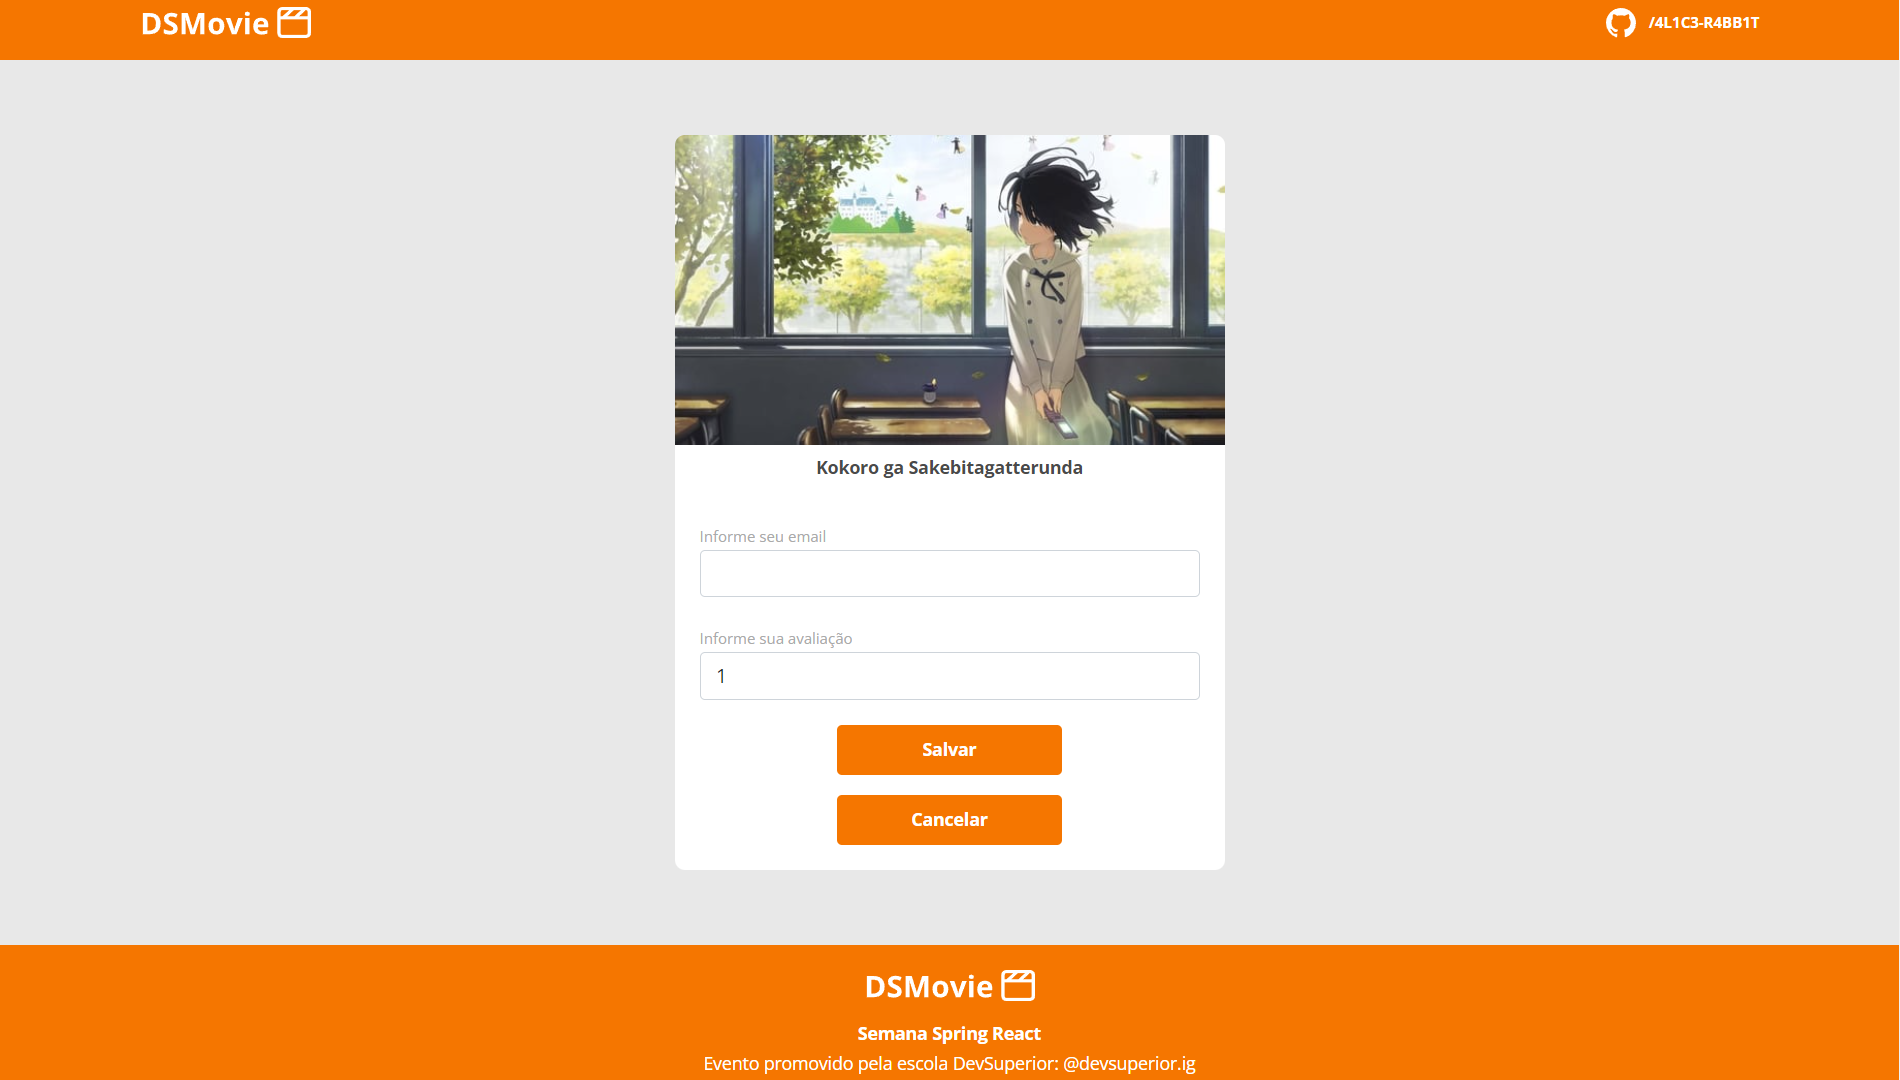 DSMovie
/4L1C3-R4BB1T
Kokoro ga Sakebitagatterunda
Informe seu email
Informe sua avaliação
1
Salvar
Cancelar
DSMovie
Semana Spring React
Evento promovido pela escola DevSuperior: @devsuperior.ig